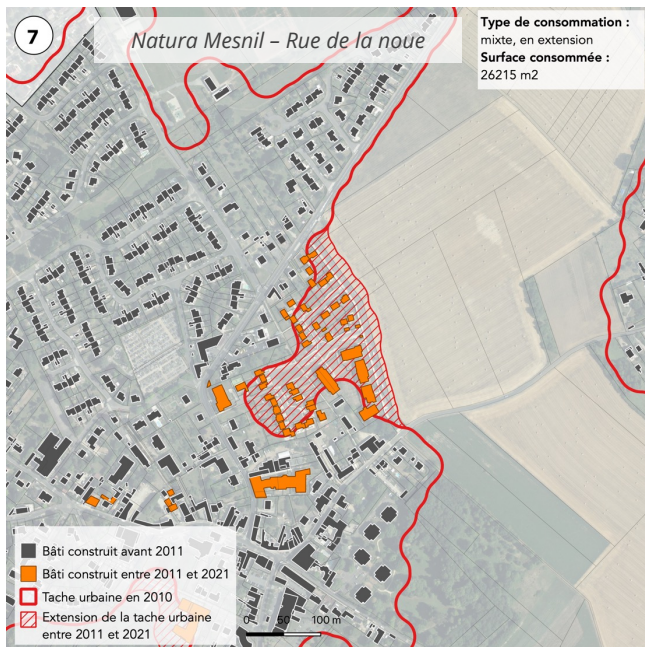 7
Natura Mesnil – Rue de la noue
Type de consommation :
mixte, en extension
Surface consommée :
26215 m2
Bâti construit avant 2011
Bâti construit entre 2011 et 2021
Tache urbaine en 2010
Extension de la tache urbaine
entre 2011 et 2021
0 50 100 m